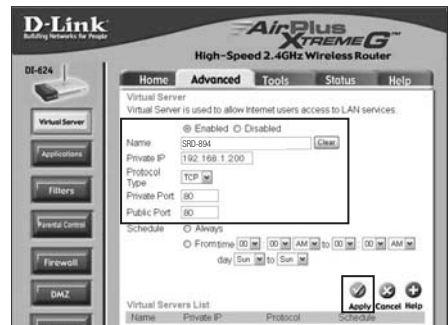 D-Link
Building Networks for People
AirPlus
XTREME G™
High-Speed 2.4GHz Wireless Router
DI-624
Home Advanced Tools Status Help
Virtual Server
Virtual Server is used to allow Internet users access to LAN services.
Enabled Disabled
Name SRD-894 Clear
Private IP 192.168.1.200
Protocol Type TCP
Private Port 80
Public Port 80
Schedule Always
From time 00 : 00 AM to 00 : 00 AM
day Sun to Sun
Apply Cancel Help
Virtual Servers List
Name Private IP Protocol Schedule
Virtual Server
Applications
Filters
Parental Control
Firewall
DMZ